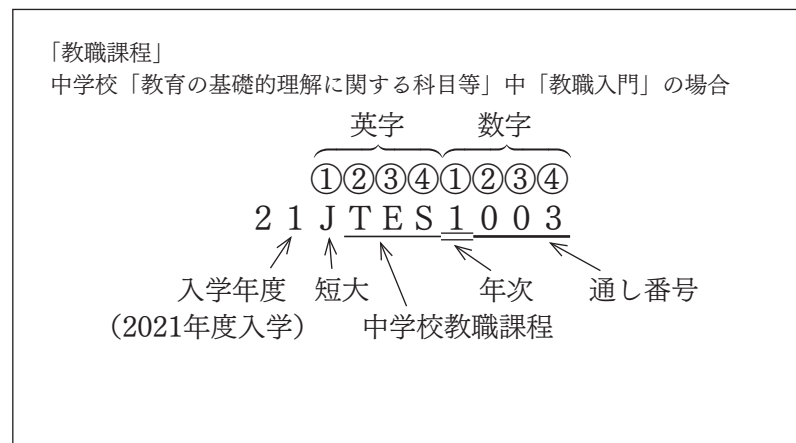 「教職課程」
中学校「教育の基礎的理解に関する科目等」中「教職入門」の場合
英字 数字
①②③④①②③④
21JTES1003
入学年度 短大 年次 通し番号
（2021年度入学） 中学校教職課程